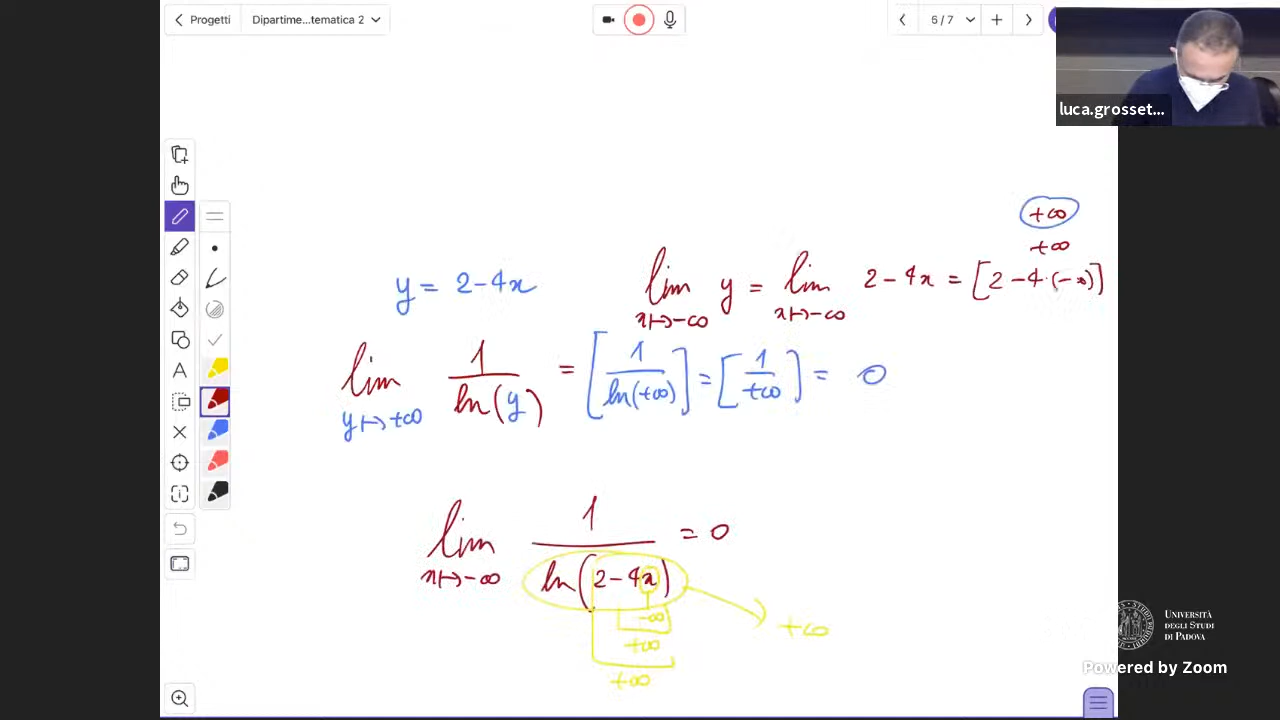 Progetti
Dipartime...tematica 2
6 / 7
luca.grosset...
+∞
+∞
y = 2-4x
lim y = lim 2-4x = [2-4·(-∞)]
x↦-∞ x↦-∞
lim 1/ln(y) = [1/ln(+∞)] = [1/+∞] = 0
y↦+∞
lim 1/ln(2-4x) = 0
x↦-∞
-∞
+∞
+∞
+∞
A
UNIVERSITÀ
DEGLI STUDI
DI PADOVA
Powered by Zoom